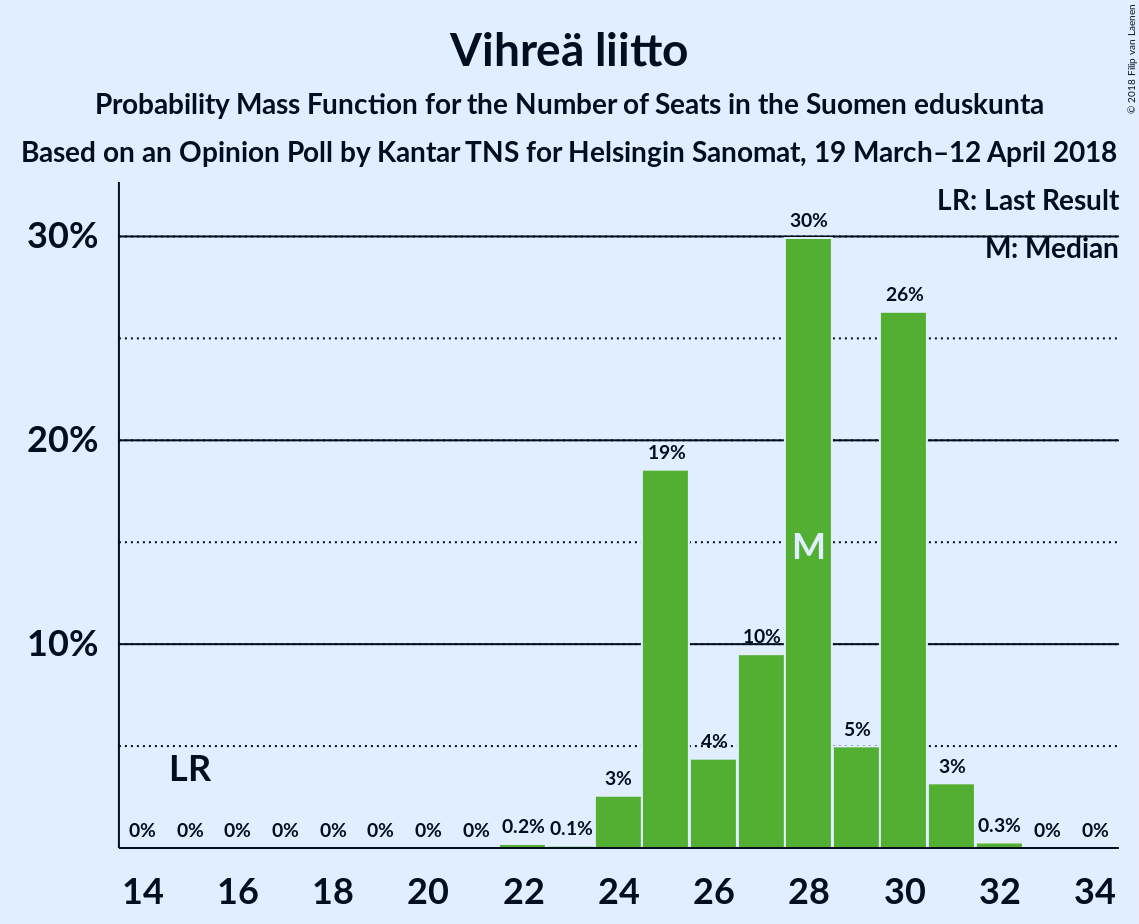 Vihreä liitto
Probability Mass Function for the Number of Seats in the Suomen eduskunta
Based on an Opinion Poll by Kantar TNS for Helsingin Sanomat, 19 March–12 April 2018
© 2018 Filip van Laenen
LR: Last Result
M: Median
30%
20%
10%
30%
26%
19%
M
10%
4%
5%
LR
3%
3%
0% 0% 0% 0% 0% 0% 0% 0% 0.2% 0.1% 0.3% 0% 0%
14 16 18 20 22 24 26 28 30 32 34